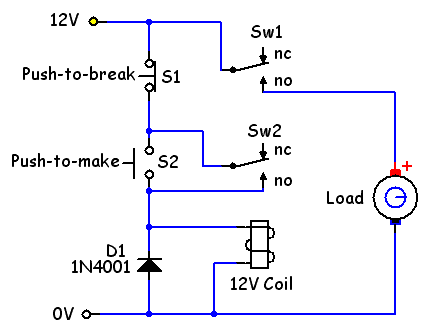 12V
Sw1
nc
Push-to-break
S1
no
Sw2
nc
Push-to-make
S2
no
+
Load
D1
1N4001
12V Coil
0V